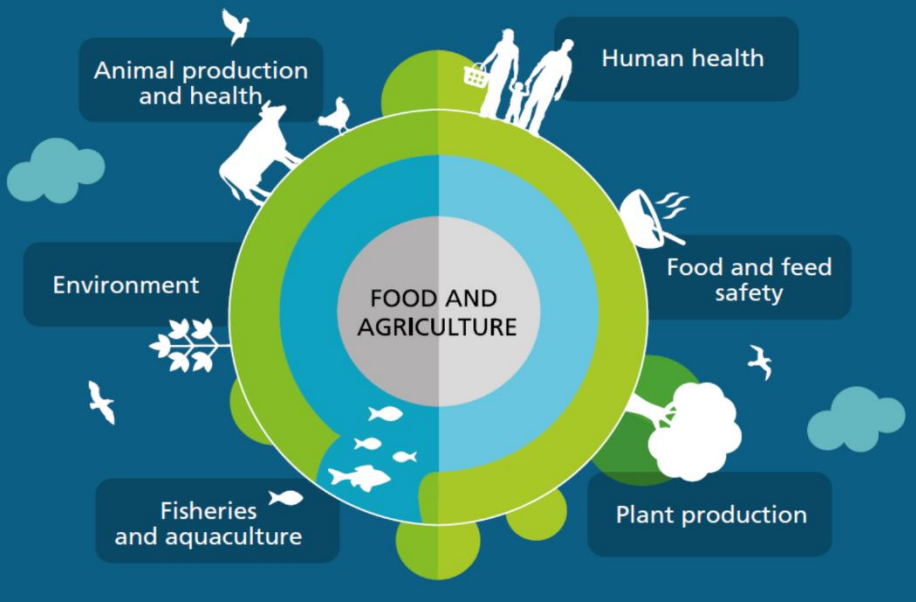 Animal production
and health
Human health
Environment
FOOD AND
AGRICULTURE
Food and feed
safety
Fisheries
and aquaculture
Plant production